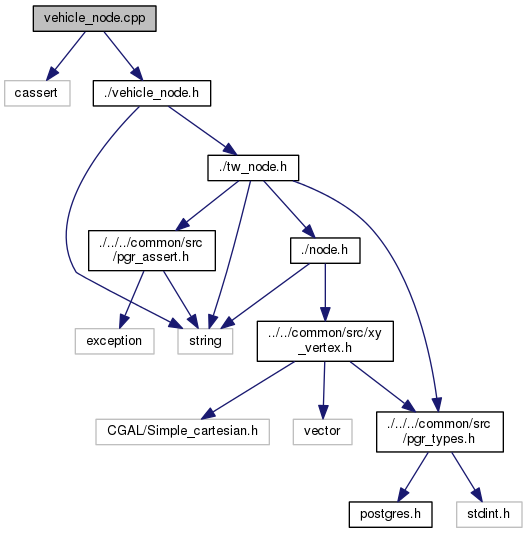 vehicle_node.cpp
cassert
./vehicle_node.h
./tw_node.h
./../../common/src
/pgr_assert.h
./node.h
exception
string
../../common/src/xy
_vertex.h
CGAL/Simple_cartesian.h
vector
./../../common/src
/pgr_types.h
postgres.h
stdint.h